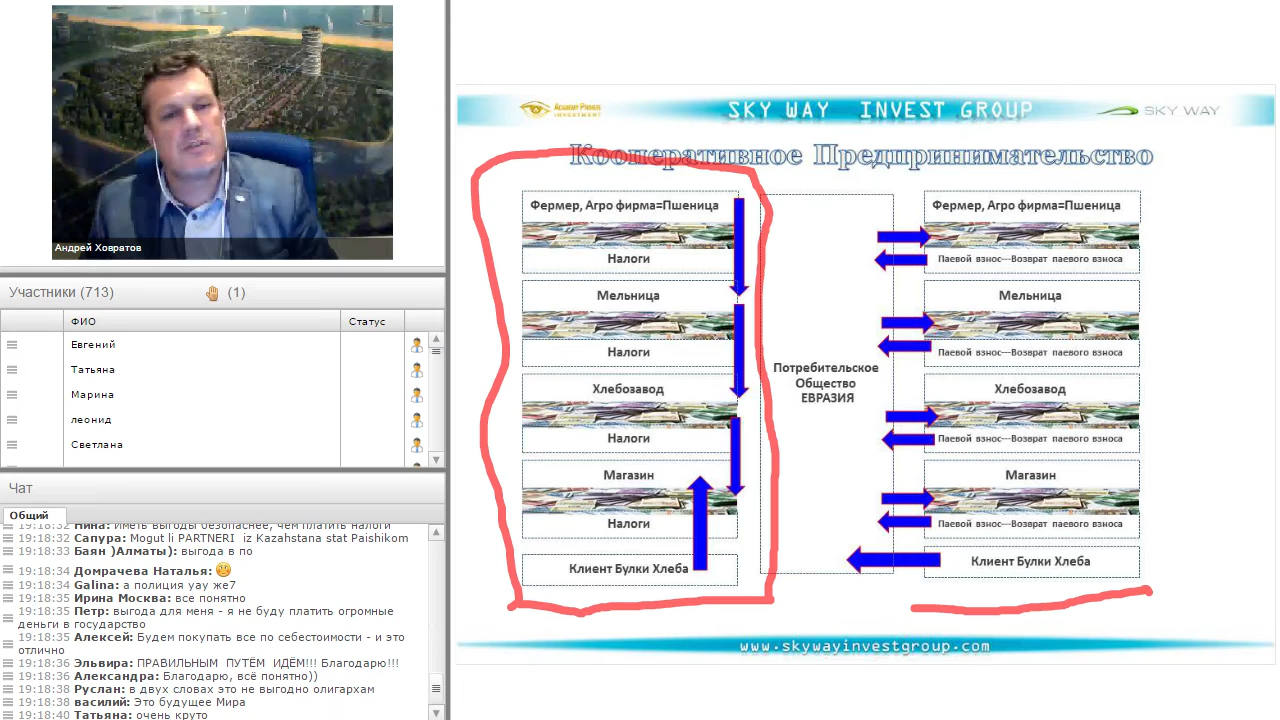 Андрей Ховратов
Участники (713)
(1)
ФИО
Статус
Евгений
Татьяна
Марина
леонид
Светлана
Чат
Общий
19:18:32 Нина: Иметь выгоды безопаснее, чем платить налоги
19:18:32 Сапура: Mogut li PARTNERI iz Kazahstana stat Paishikom
19:18:33 Баян )Алматы): выгода в по
19:18:34 Домрачева Наталья:
19:18:34 Galina: а полиция уау же7
19:18:35 Ирина Москва: все понятно
19:18:35 Петр: выгода для меня - я не буду платить огромные
деньги в государство
19:18:35 Алексей: Будем покупать все по себестоимости - и это
отлично
19:18:36 Эльвира: ПРАВИЛЬНЫМ ПУТЁМ ИДЁМ!!! Благодарю!!!
19:18:36 Александра: Благодарю, всё понятно))
19:18:38 Руслан: в двух словах это не выгодно олигархам
19:18:38 василий: Это будущее Мира
19:18:40 Татьяна: очень круто
INVESTMENT
SKY WAY INVEST GROUP
SKY WAY
Кооперативное Предпринимательство
Фермер, Агро фирма=Пшеница
Налоги
Мельница
Налоги
Хлебозавод
Налоги
Магазин
Налоги
Клиент Булки Хлеба
Потребительское
Общество
ЕВРАЗИЯ
Фермер, Агро фирма=Пшеница
Паевой взнос---Возврат паевого взноса
Мельница
Паевой взнос---Возврат паевого взноса
Хлебозавод
Паевой взнос---Возврат паевого взноса
Магазин
Паевой взнос---Возврат паевого взноса
Клиент Булки Хлеба
www.skywayinvestgroup.com